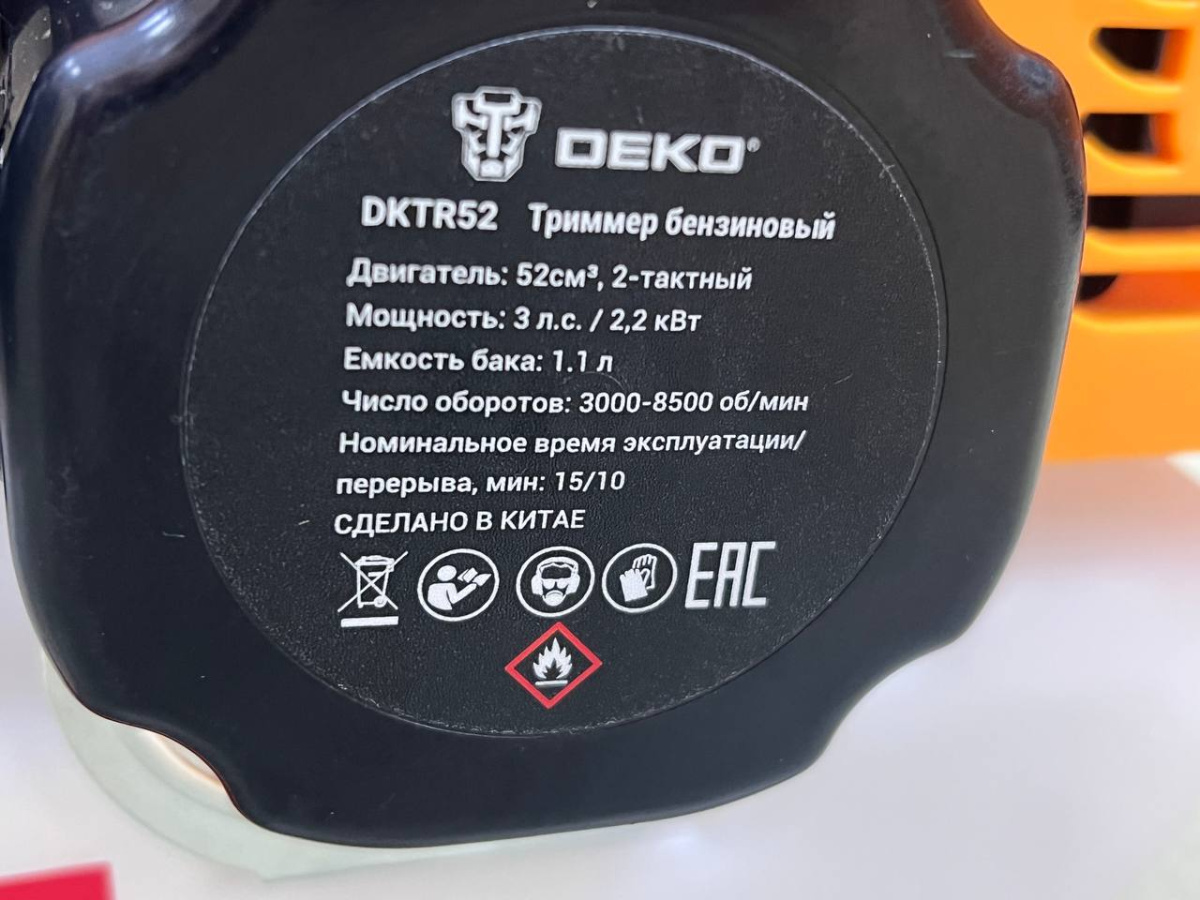 DEKO®
DKTR52 Триммер бензиновый
Двигатель: 52см³, 2-тактный
Мощность: 3 л.с. / 2,2 кВт
Емкость бака: 1.1 л
Число оборотов: 3000-8500 об/мин
Номинальное время эксплуатации/
перерыва, мин: 15/10
СДЕЛАНО В КИТАЕ
EAC